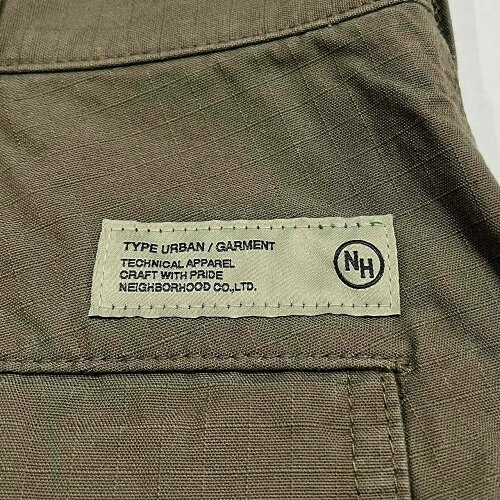 TYPE URBAN / GARMENT
TECHNICAL APPAREL
CRAFT WITH PRIDE
NEIGHBORHOOD CO.,LTD.
NH